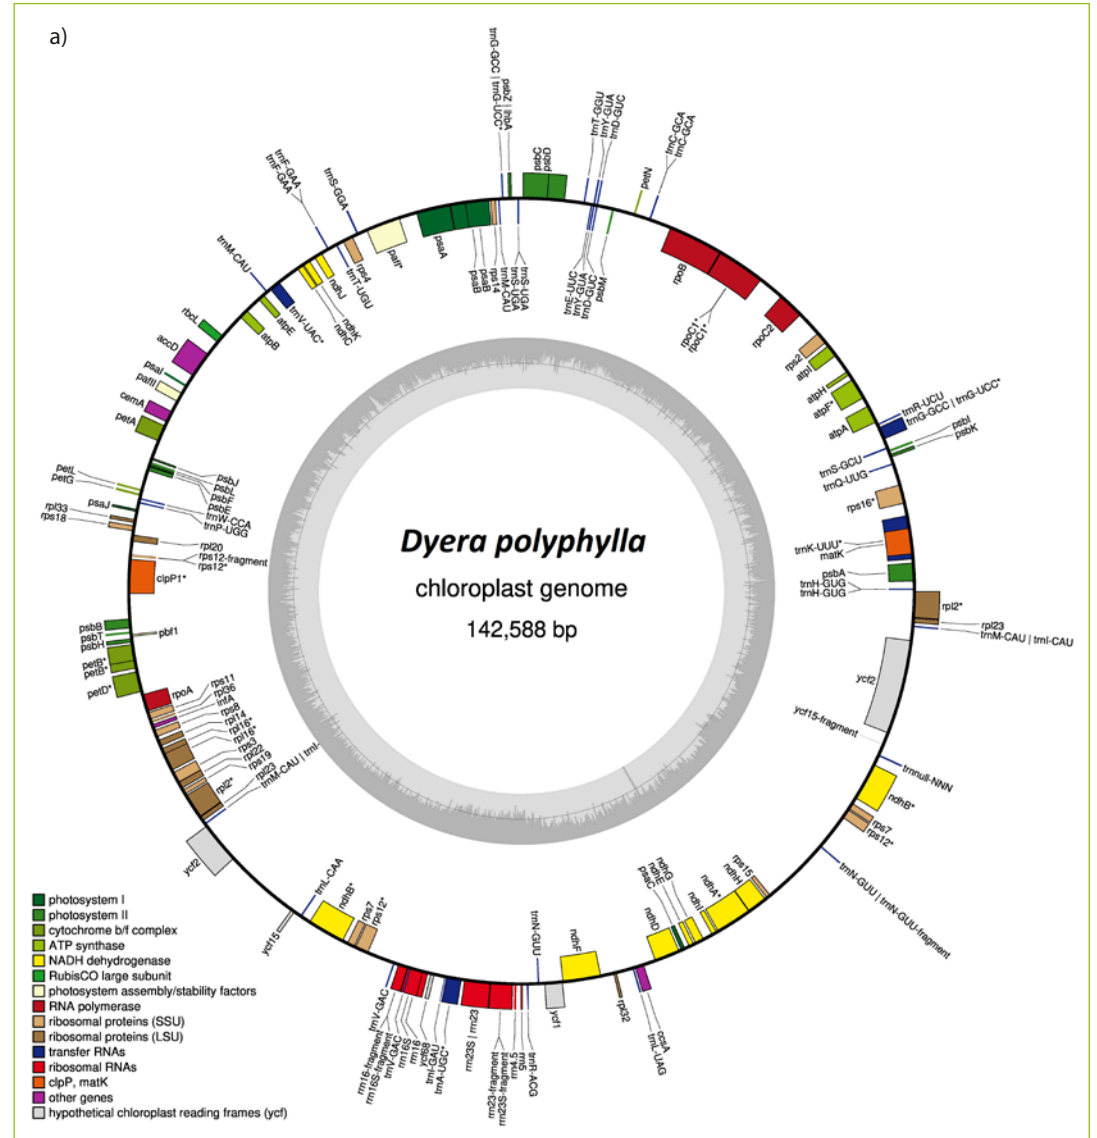 a)
trnG-GCC | trnG-UCC*
psbZ | lhbA
psbC
psbD
trnT-GGU
trnY-GUA
trnD-GUC
petN
trnC-GCA
trnC-GCA
rpoB
rpoC1*
rpoC1*
rpoC2
rps2
atpI
atpH
atpF*
atpA
trnR-UCU
trnG-GCC | trnG-UCC*
psbI
psbK
trnS-GCU
trnQ-UUG
rps16*
trnK-UUU*
matK
psbA
trnH-GUG
trnH-GUG
rpl2*
rpl23
trnM-CAU | trnI-CAU
ycf2
ycf15-fragment
trnnull-NNN
ndhB*
rps7
rps12*
trnN-GUU | trnN-GUU-fragment
rps15
ndhH
ndhA*
ndhI
ndhG
ndhE
psaC
ndhD
ccsA
trnL-UAG
rpl32
ndhF
ycf1
trnN-GUU
trnR-ACG
rrn5
rrn4.5
rrn23S-fragment
rrn23-fragment
rrn23S | rrn23
trnA-UGC*
trnI-GAU
ycf68
rrn16
rrn16S
trnV-GAC
rrn16S-fragment
rrn16-fragment
trnV-GAC
rps12*
rps7
ndhB*
trnL-CAA
ycf15
ycf2
trnM-CAU | trnI-
rpl23
rpl2*
rps19
rpl22
rps3
rpl16*
rpl16*
rpl14
rps8
infA
rpl36
rps11
rpoA
petD*
petB*
petB*
psbH
psbT
psbB
pbf1
clpP1*
rps12*
rps12-fragment
rpl20
rps18
rpl33
psaJ
trnP-UGG
trnW-CCA
petG
petL
psbE
psbF
psbL
psbJ
petA
cemA
pafII
psaI
accD
rbcL
atpB
atpE
trnM-CAU
trnV-UAC*
ndhC
ndhK
ndhJ
trnF-GAA
trnF-GAA
trnT-UGU
trnS-GGA
rps4
pafI*
psaA
psaB
psaB
rps14
trnM-CAU
trnS-UGA
trnS-UGA
trnE-UUC
trnY-GUA
trnD-GUC
psbM
Dyera polyphylla
chloroplast genome
142,588 bp
photosystem I
photosystem II
cytochrome b/f complex
ATP synthase
NADH dehydrogenase
RubisCO large subunit
photosystem assembly/stability factors
RNA polymerase
ribosomal proteins (SSU)
ribosomal proteins (LSU)
transfer RNAs
ribosomal RNAs
clpP, matK
other genes
hypothetical chloroplast reading frames (ycf)